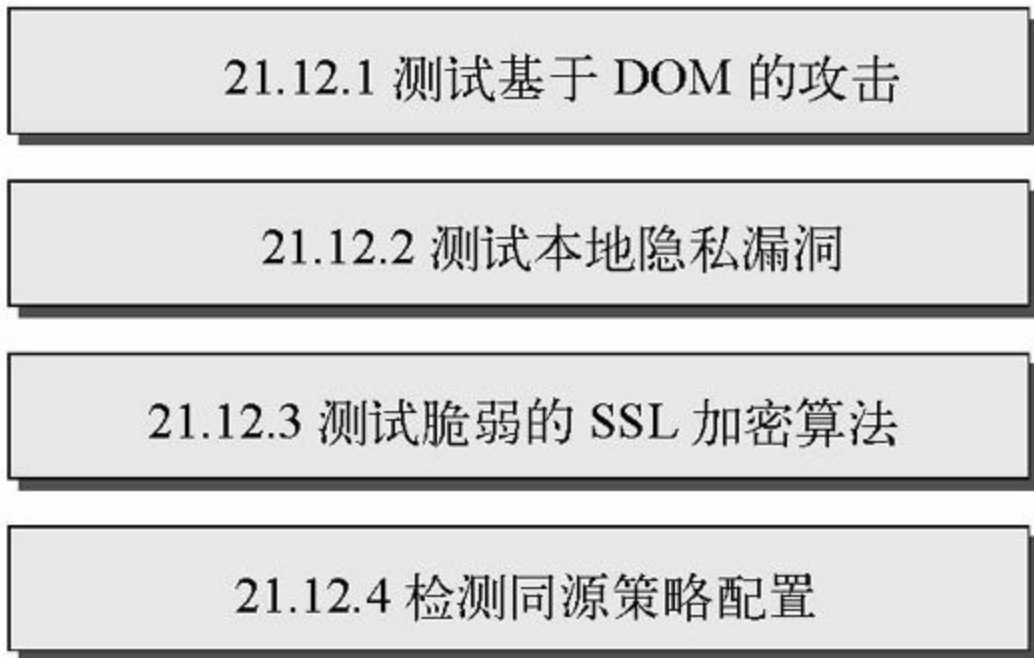 21.12.1 测试基于 DOM 的攻击
21.12.2 测试本地隐私漏洞
21.12.3 测试脆弱的 SSL 加密算法
21.12.4 检测同源策略配置